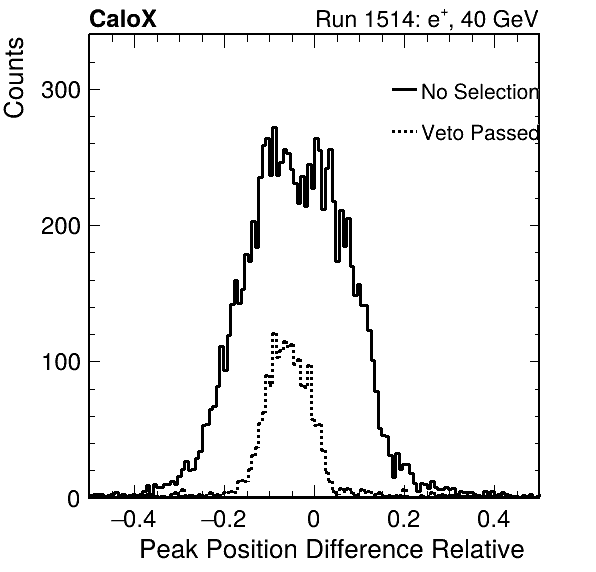 CaloX Run 1514: e⁺, 40 GeV
Counts
300
200
100
0
No Selection
Veto Passed
−0.4 −0.2 0 0.2 0.4
Peak Position Difference Relative